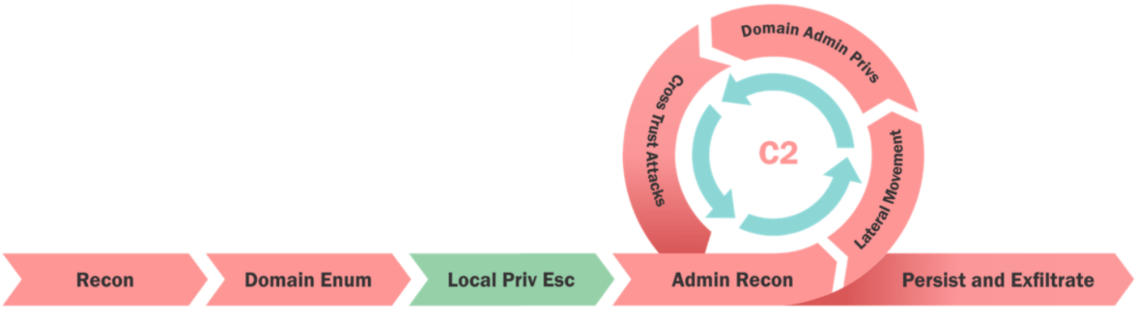 Domain Admin Privs
Cross Trust Attacks
C2
Lateral Movement
Recon
Domain Enum
Local Priv Esc
Admin Recon
Persist and Exfiltrate